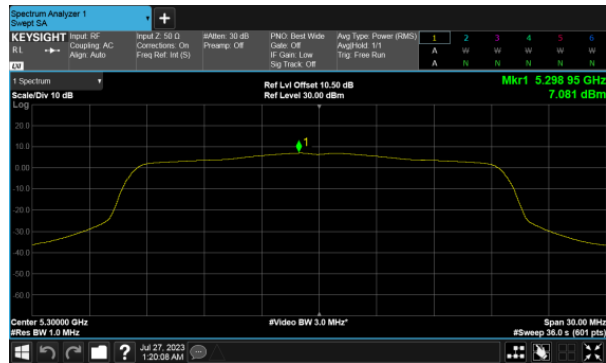 Spectrum Analyzer 1
Swept SA
+
KEYSIGHT
RL
Input: RF
Coupling: AC
Align: Auto
Input Z: 50 Ω
Corrections: On
Freq Ref: Int (S)
#Atten: 30 dB
Preamp: Off
PNO: Best Wide
Gate: Off
IF Gain: Low
Sig Track: Off
Avg Type: Power (RMS)
Avg|Hold: 1/1
Trig: Free Run
1 2 3 4 5 6
A W W W W W
A N N N N N
LXI
1 Spectrum
Scale/Div 10 dB
Log
Ref Lvl Offset 10.50 dB
Ref Level 30.00 dBm
Mkr1 5.298 95 GHz
7.081 dBm
1
20.0
10.0
0.00
-10.0
-20.0
-30.0
-40.0
-50.0
-60.0
Center 5.30000 GHz
#Res BW 1.0 MHz
#Video BW 3.0 MHz*
Span 30.00 MHz
#Sweep 36.0 s (601 pts)
?
Jul 27, 2023
1:20:08 AM